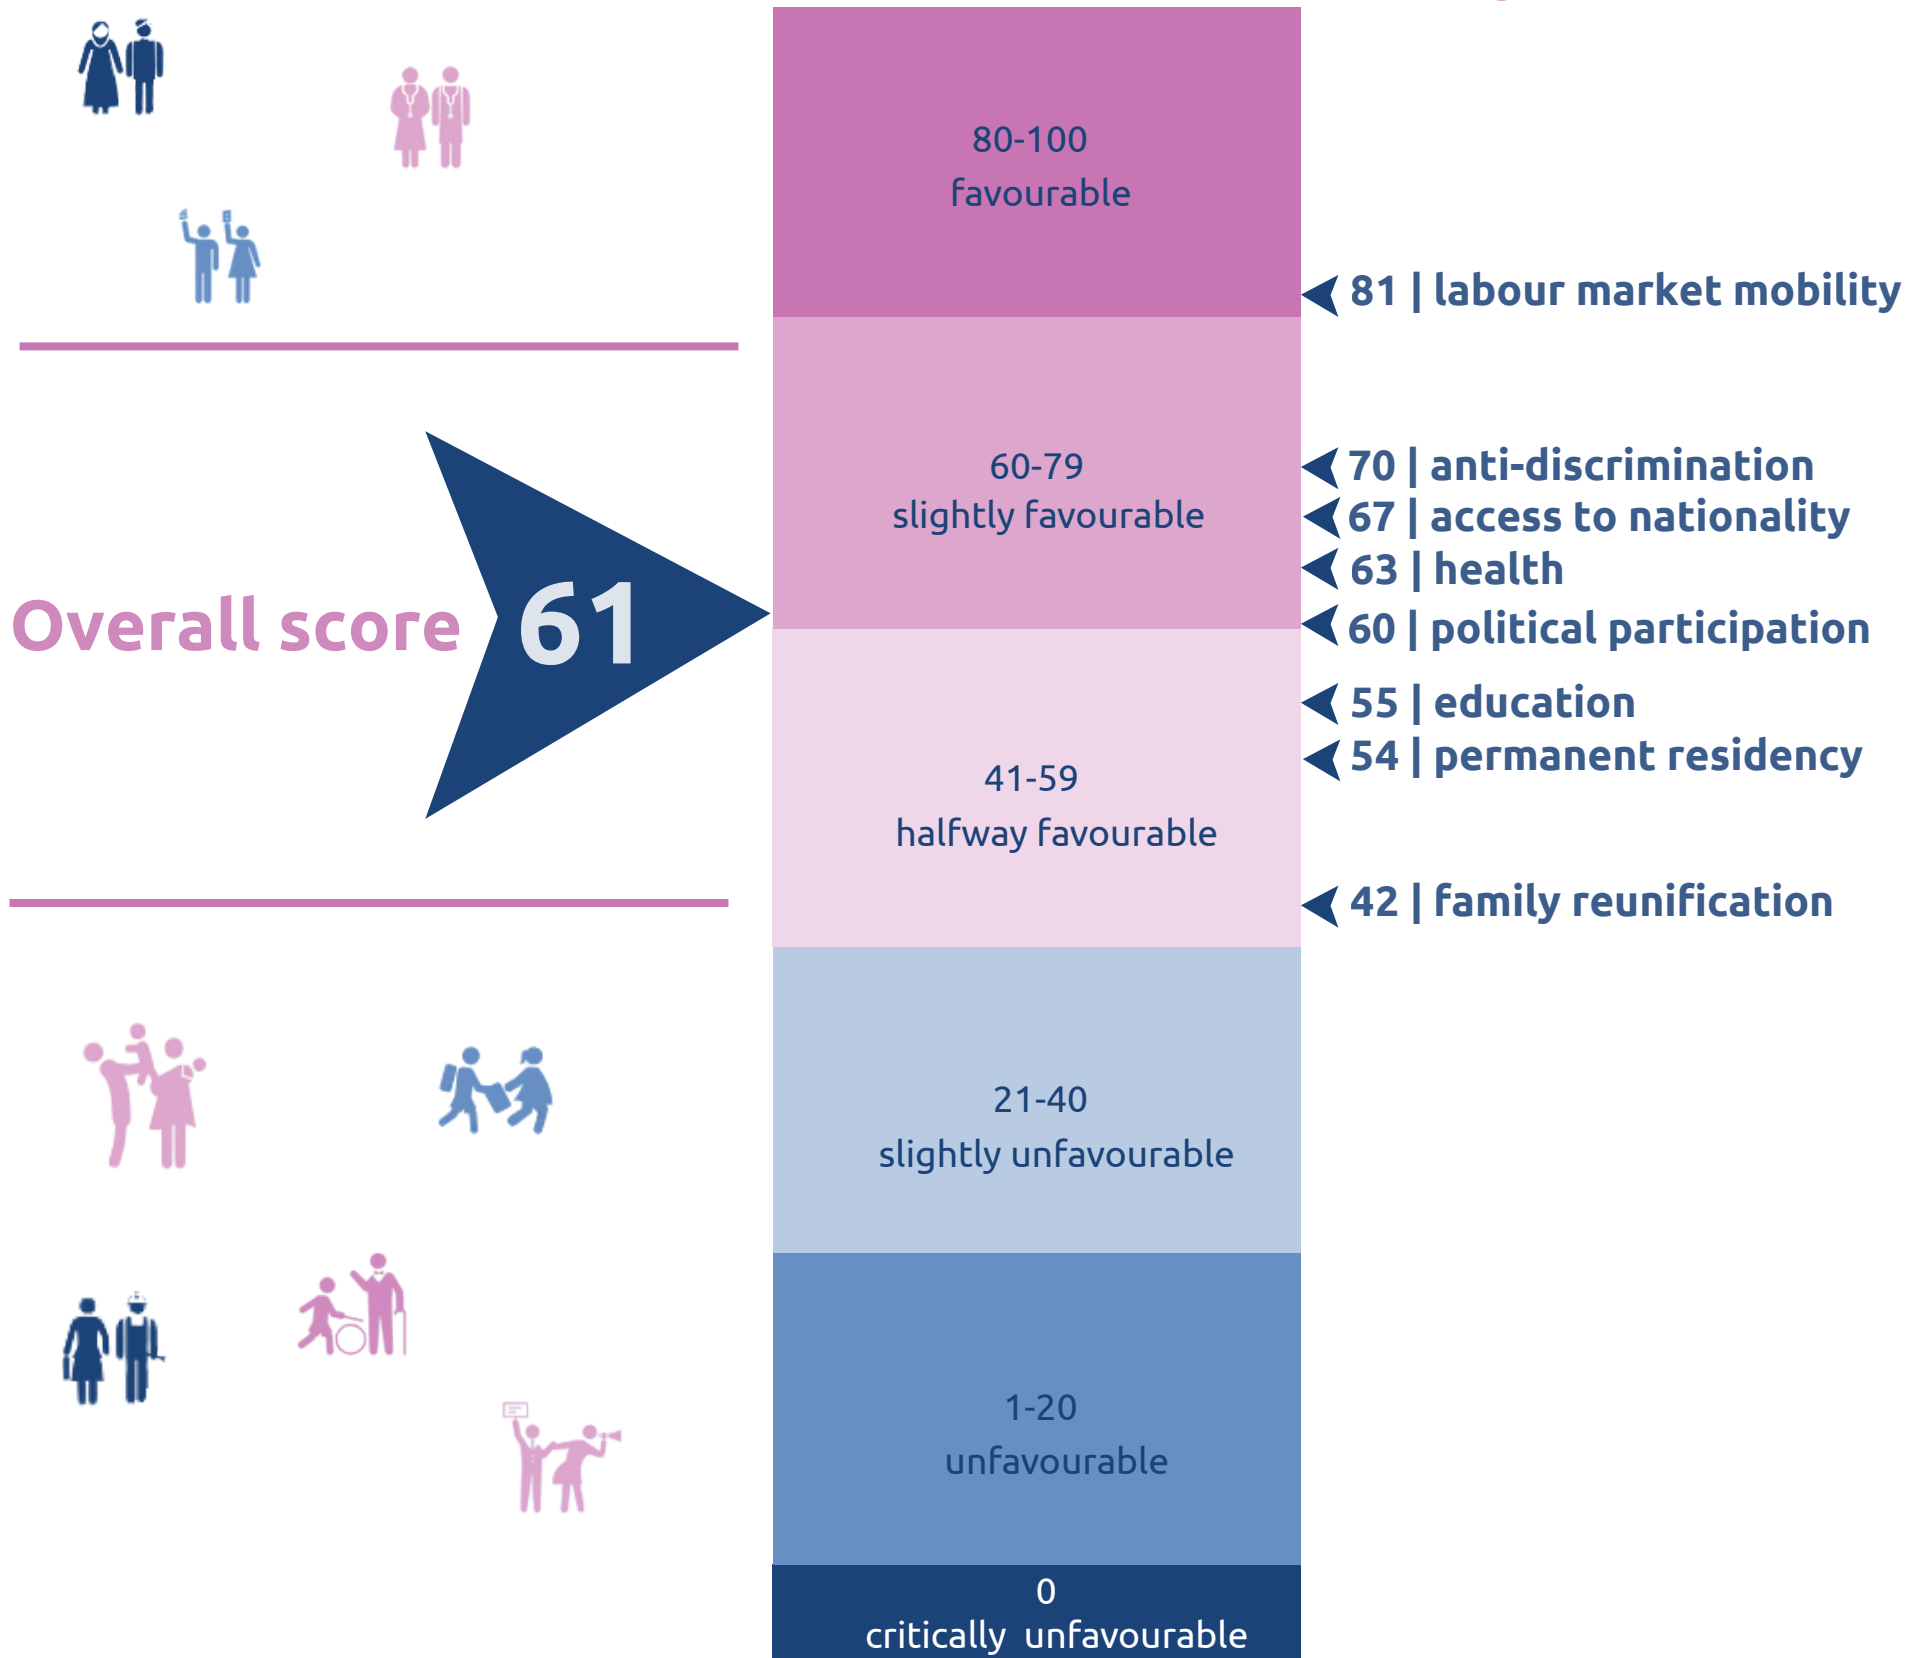 80-100
favourable
81 | labour market mobility
60-79
slightly favourable
70 | anti-discrimination
67 | access to nationality
63 | health
60 | political participation
Overall score 61
55 | education
54 | permanent residency
41-59
halfway favourable
42 | family reunification
21-40
slightly unfavourable
1-20
unfavourable
0
critically unfavourable